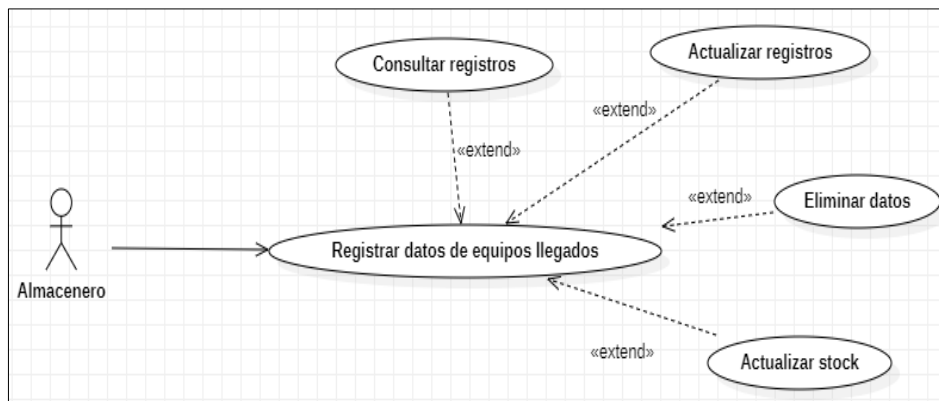 Actualizar registros
Consultar registros
«extend»
«extend»
«extend»
Eliminar datos
Registrar datos de equipos llegados
Almacenero
«extend»
Actualizar stock